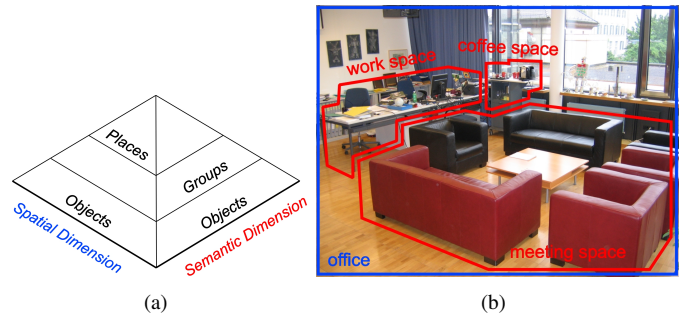 Places
Groups
Objects
Objects
Spatial Dimension
Semantic Dimension
(a)
work space
coffee space
meeting space
office
(b)